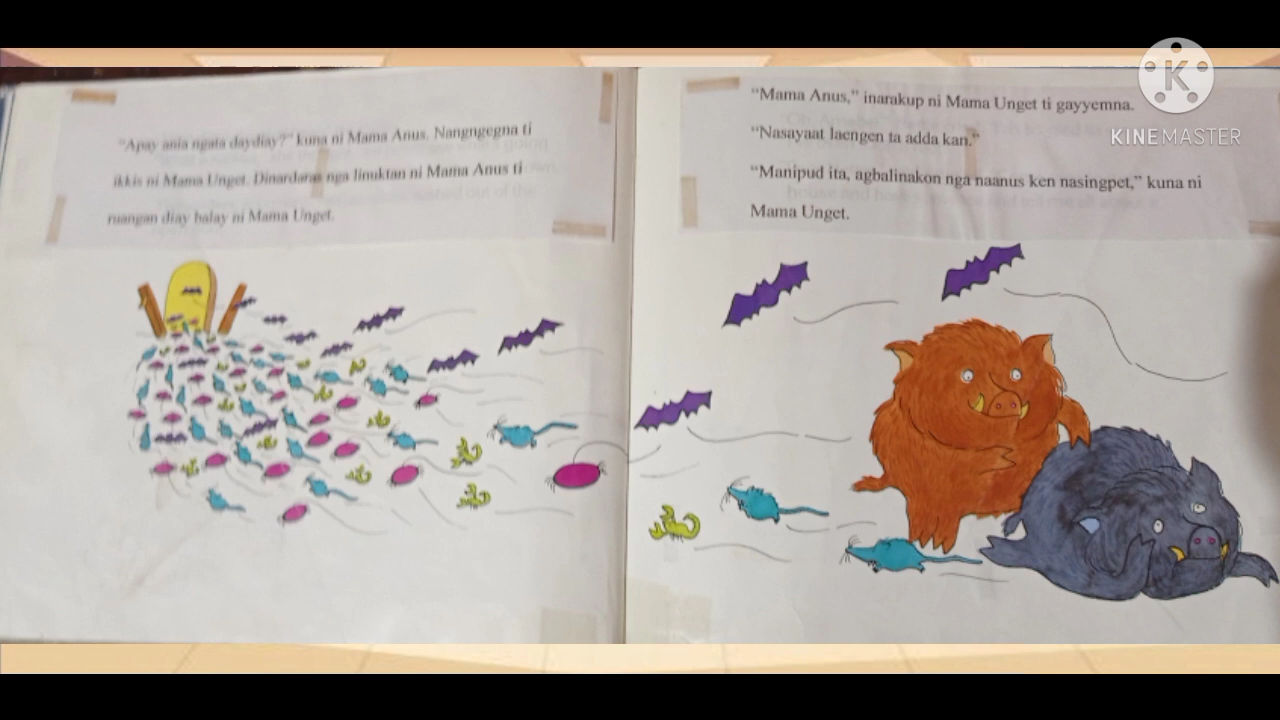 “Apay ania ngata daydiay?” kuna ni Mama Anus. Nangngegna ti
ikkis ni Mama Unget. Dinardaras nga linuktan ni Mama Anus ti
ruangan diay balay ni Mama Unget.
“Mama Anus,” inarakup ni Mama Unget ti gayyemna.
“Nasayaat laengen ta adda kan.”
“Manipud ita, agbalinakon nga naanus ken nasingpet,” kuna ni
Mama Unget.
K
KINEMASTER